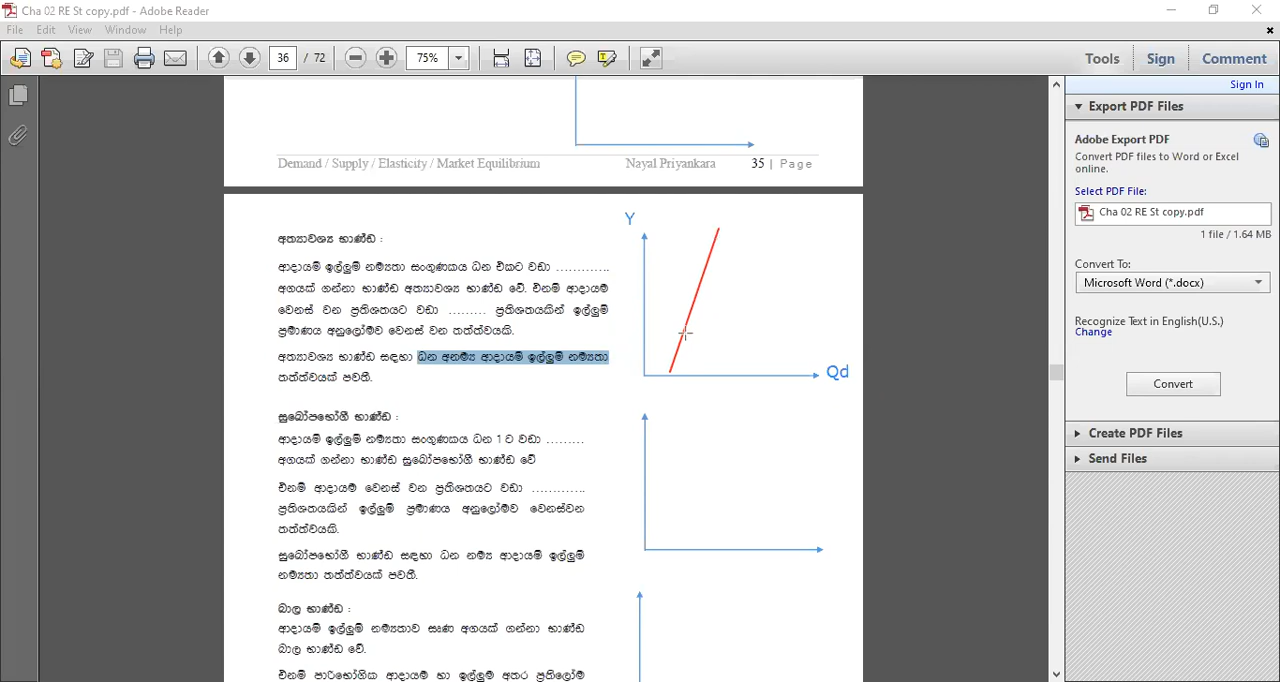 Cha 02 RE St copy.pdf - Adobe Reader
File Edit View Window Help
36 / 72 75% Tools Sign Comment
Sign In
Export PDF Files
Adobe Export PDF
Convert PDF files to Word or Excel
online.
Select PDF File:
Cha 02 RE St copy.pdf
1 file / 1.64 MB
Convert To:
Microsoft Word (*.docx)
Recognize Text in English(U.S.)
Change
Convert
Create PDF Files
Send Files
Demand / Supply / Elasticity / Market Equilibrium Nayal Priyankara 35 | Page
අත්‍යාවශ්‍ය භාණ්ඩ :
ආදායම් ඉල්ලුම් නම්‍යතා සංගුණකය ධන එකට වඩා ………….
අගයක් ගන්නා භාණ්ඩ අත්‍යාවශ්‍ය භාණ්ඩ වේ. එනම් ආදායම
වෙනස් වන ප්‍රතිශතයට වඩා ……… ප්‍රතිශතයකින් ඉල්ලුම්
ප්‍රමාණය අනුලෝමව වෙනස් වන තත්ත්වයකි.
අත්‍යාවශ්‍ය භාණ්ඩ සඳහා ධන අනම්‍ය ආදායම් ඉල්ලුම් නම්‍යතා
තත්ත්වයක් පවතී.
Y
Qd
සුඛෝපභෝගී භාණ්ඩ :
ආදායම් ඉල්ලුම් නම්‍යතා සංගුණකය ධන 1 ට වඩා ………
අගයක් ගන්නා භාණ්ඩ සුඛෝපභෝගී භාණ්ඩ වේ
එනම් ආදායම වෙනස් වන ප්‍රතිශතයට වඩා ………….
ප්‍රතිශතයකින් ඉල්ලුම් ප්‍රමාණය අනුලෝමව වෙනස්වන
තත්ත්වයකි.
සුඛෝපභෝගී භාණ්ඩ සඳහා ධන නම්‍ය ආදායම් ඉල්ලුම්
නම්‍යතා තත්ත්වයක් පවතී.
බාල භාණ්ඩ :
ආදායම් ඉල්ලුම් නම්‍යතාව සෘණ අගයක් ගන්නා භාණ්ඩ
බාල භාණ්ඩ වේ.
එනම් පාරිභෝගික ආදායම හා ඉල්ලුම අතර ප්‍රතිලෝම